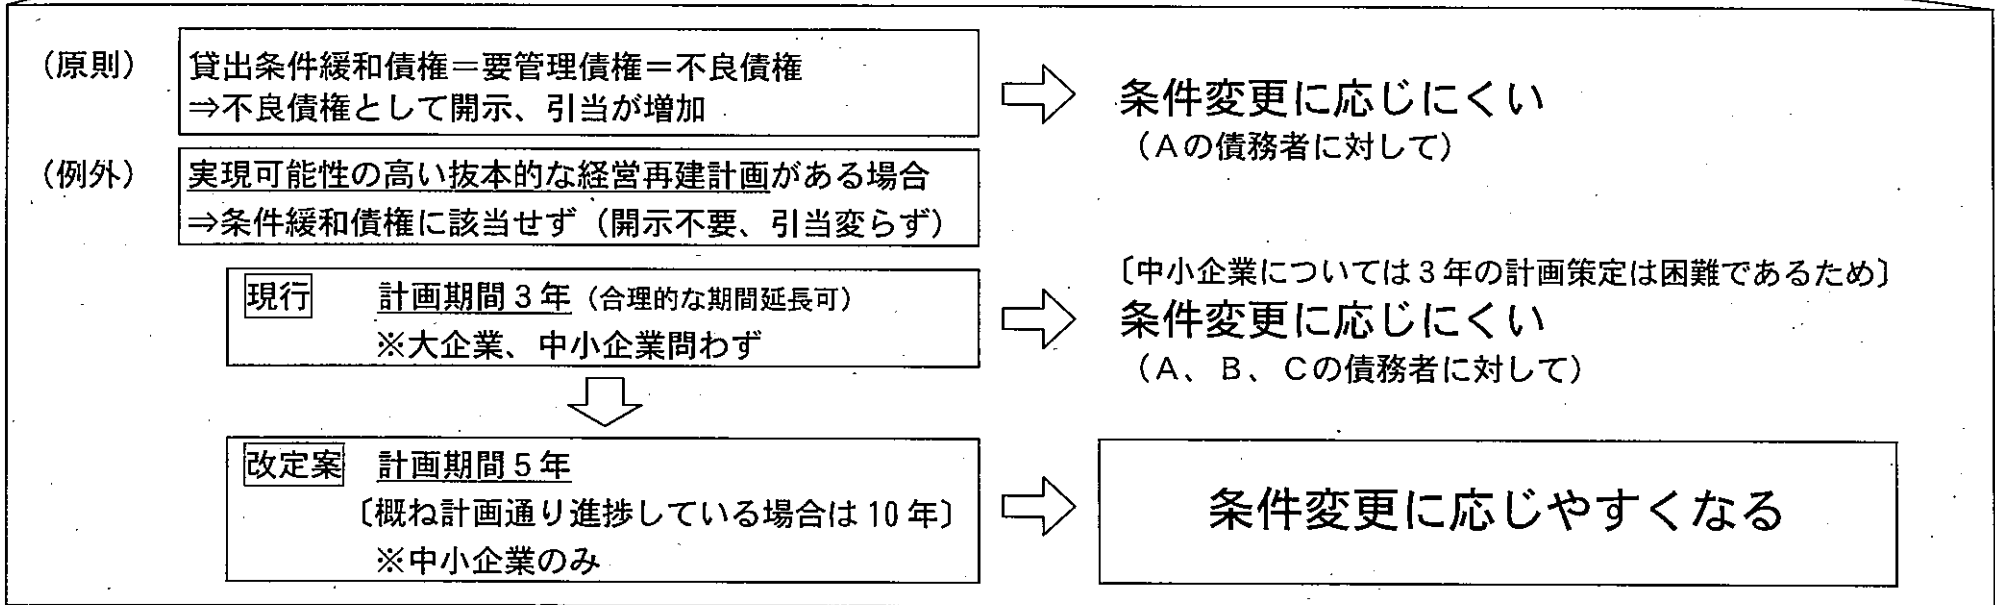 （原則）
貸出条件緩和債権＝要管理債権＝不良債権
⇒不良債権として開示、引当が増加
条件変更に応じにくい
（Aの債務者に対して）
（例外）
実現可能性の高い抜本的な経営再建計画がある場合
⇒条件緩和債権に該当せず（開示不要、引当変らず）
現行 計画期間３年（合理的な期間延長可）
※大企業、中小企業問わず
〔中小企業については３年の計画策定は困難であるため〕
条件変更に応じにくい
（A、B、Cの債務者に対して）
改定案 計画期間５年
〔概ね計画通り進捗している場合は10年〕
※中小企業のみ
条件変更に応じやすくなる